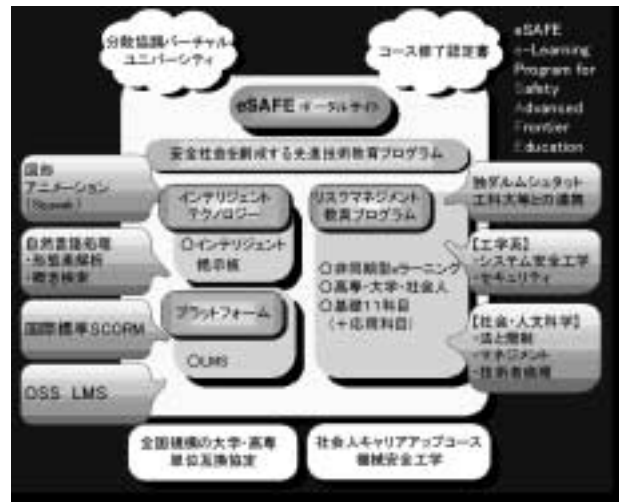 分散協調バーチャル
ユニバーシティ
コース修了認定書
eSAFE
e-Learning
Program for
Safety
Advanced
Frontier
Education
eSAFE ポータルサイト
安全社会を創成する先進技術教育プログラム
図形
アニメーション
インテリジェント
テクノロジー
〇インテリジェント
掲示板
リスクマネジメント
教育プログラム
〇非同期型eラーニング
〇高専・大学・社会人
〇基礎11科目
(+応用科目)
独ダルムシュタット
工科大等との連携
自然言語処理
・形態素解析
・概念検索
【工学系】
・システム安全工学
・セキュリティ
プラットフォーム
〇LMS
国際標準SCORM
【社会・人文科学】
・法と規制
・マネジメント
・技術者倫理
OSS LMS
全国規模の大学・高専
単位互換協定
社会人キャリアアップコース
機械安全工学